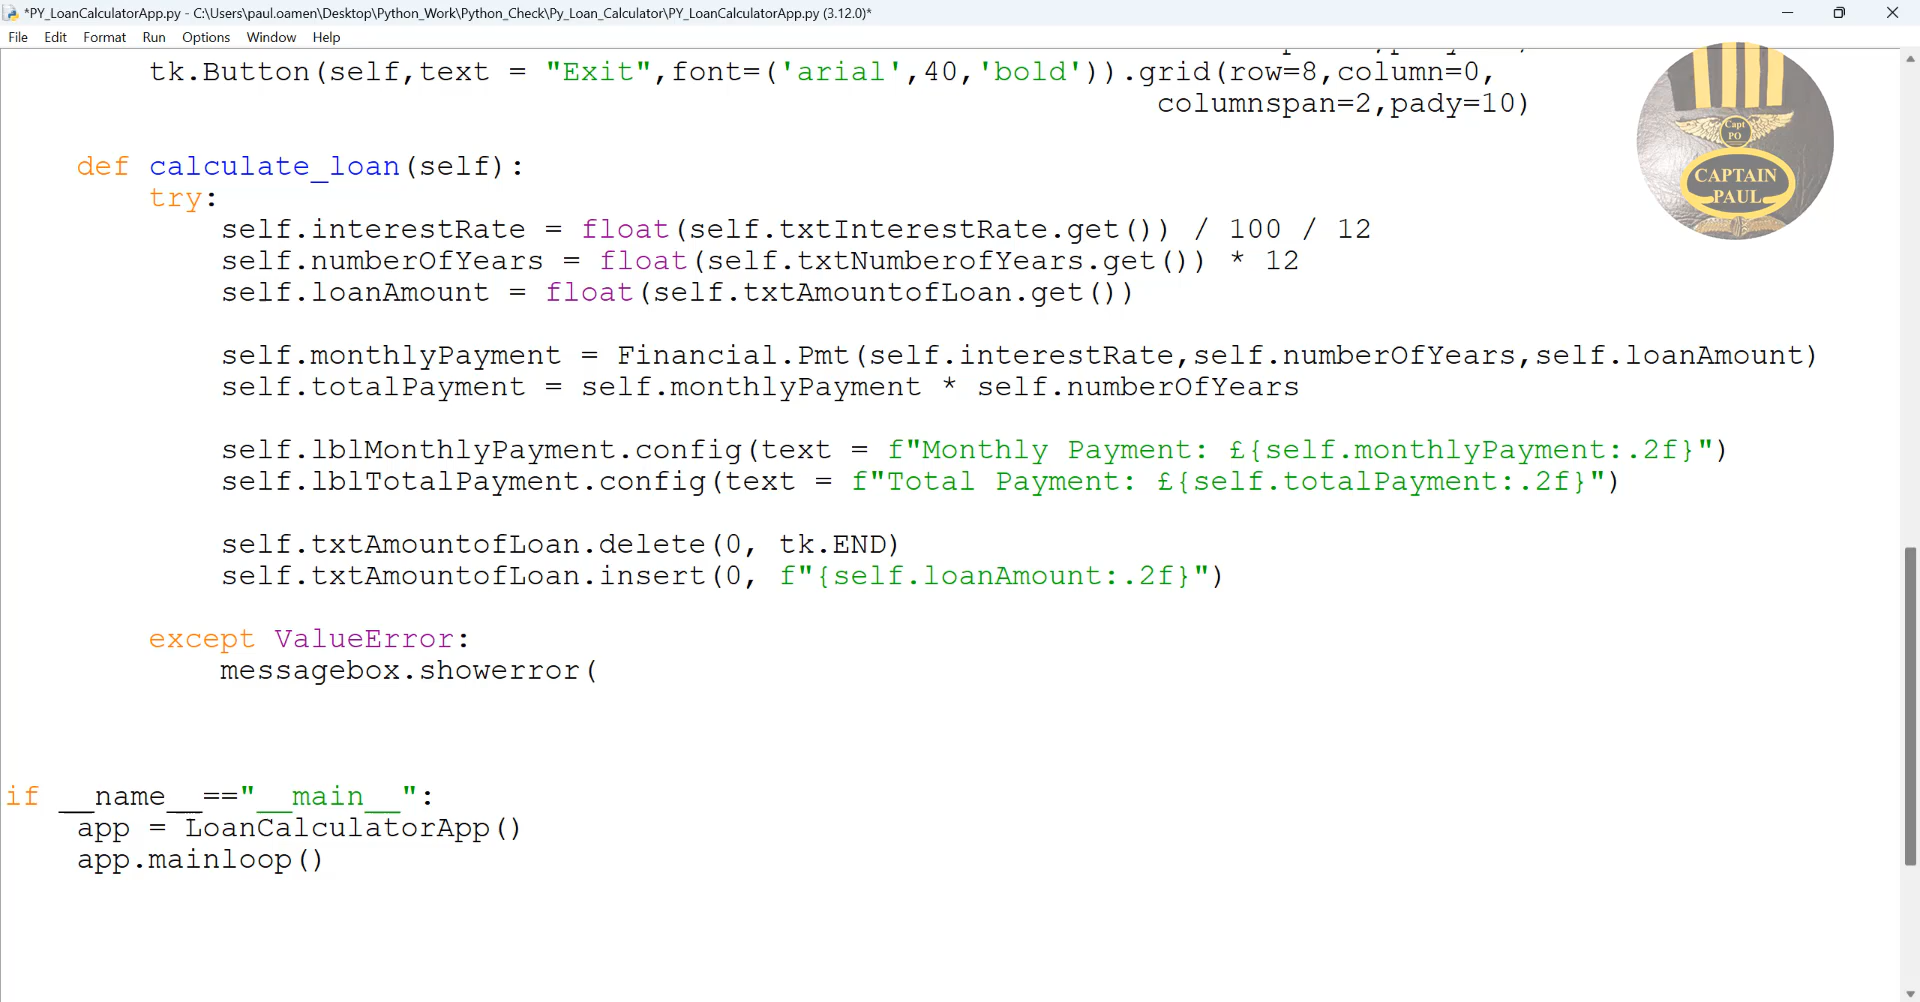 *PY_LoanCalculatorApp.py - C:\Users\paul.oamen\Desktop\Python_Work\Python_Check\Py_Loan_Calculator\PY_LoanCalculatorApp.py (3.12.0)*
File Edit Format Run Options Window Help
tk.Button(self,text = "Exit",font=('arial',40,'bold')).grid(row=8,column=0,
columnspan=2,pady=10)
def calculate_loan(self):
try:
self.interestRate = float(self.txtInterestRate.get()) / 100 / 12
self.numberOfYears = float(self.txtNumberofYears.get()) * 12
self.loanAmount = float(self.txtAmountofLoan.get())
self.monthlyPayment = Financial.Pmt(self.interestRate,self.numberOfYears,self.loanAmount)
self.totalPayment = self.monthlyPayment * self.numberOfYears
self.lblMonthlyPayment.config(text = f"Monthly Payment: £{self.monthlyPayment:.2f}")
self.lblTotalPayment.config(text = f"Total Payment: £{self.totalPayment:.2f}")
self.txtAmountofLoan.delete(0, tk.END)
self.txtAmountofLoan.insert(0, f"{self.loanAmount:.2f}")
except ValueError:
messagebox.showerror(
if __name__=="__main__":
app = LoanCalculatorApp()
app.mainloop()
Capt
PO
CAPTAIN
PAUL